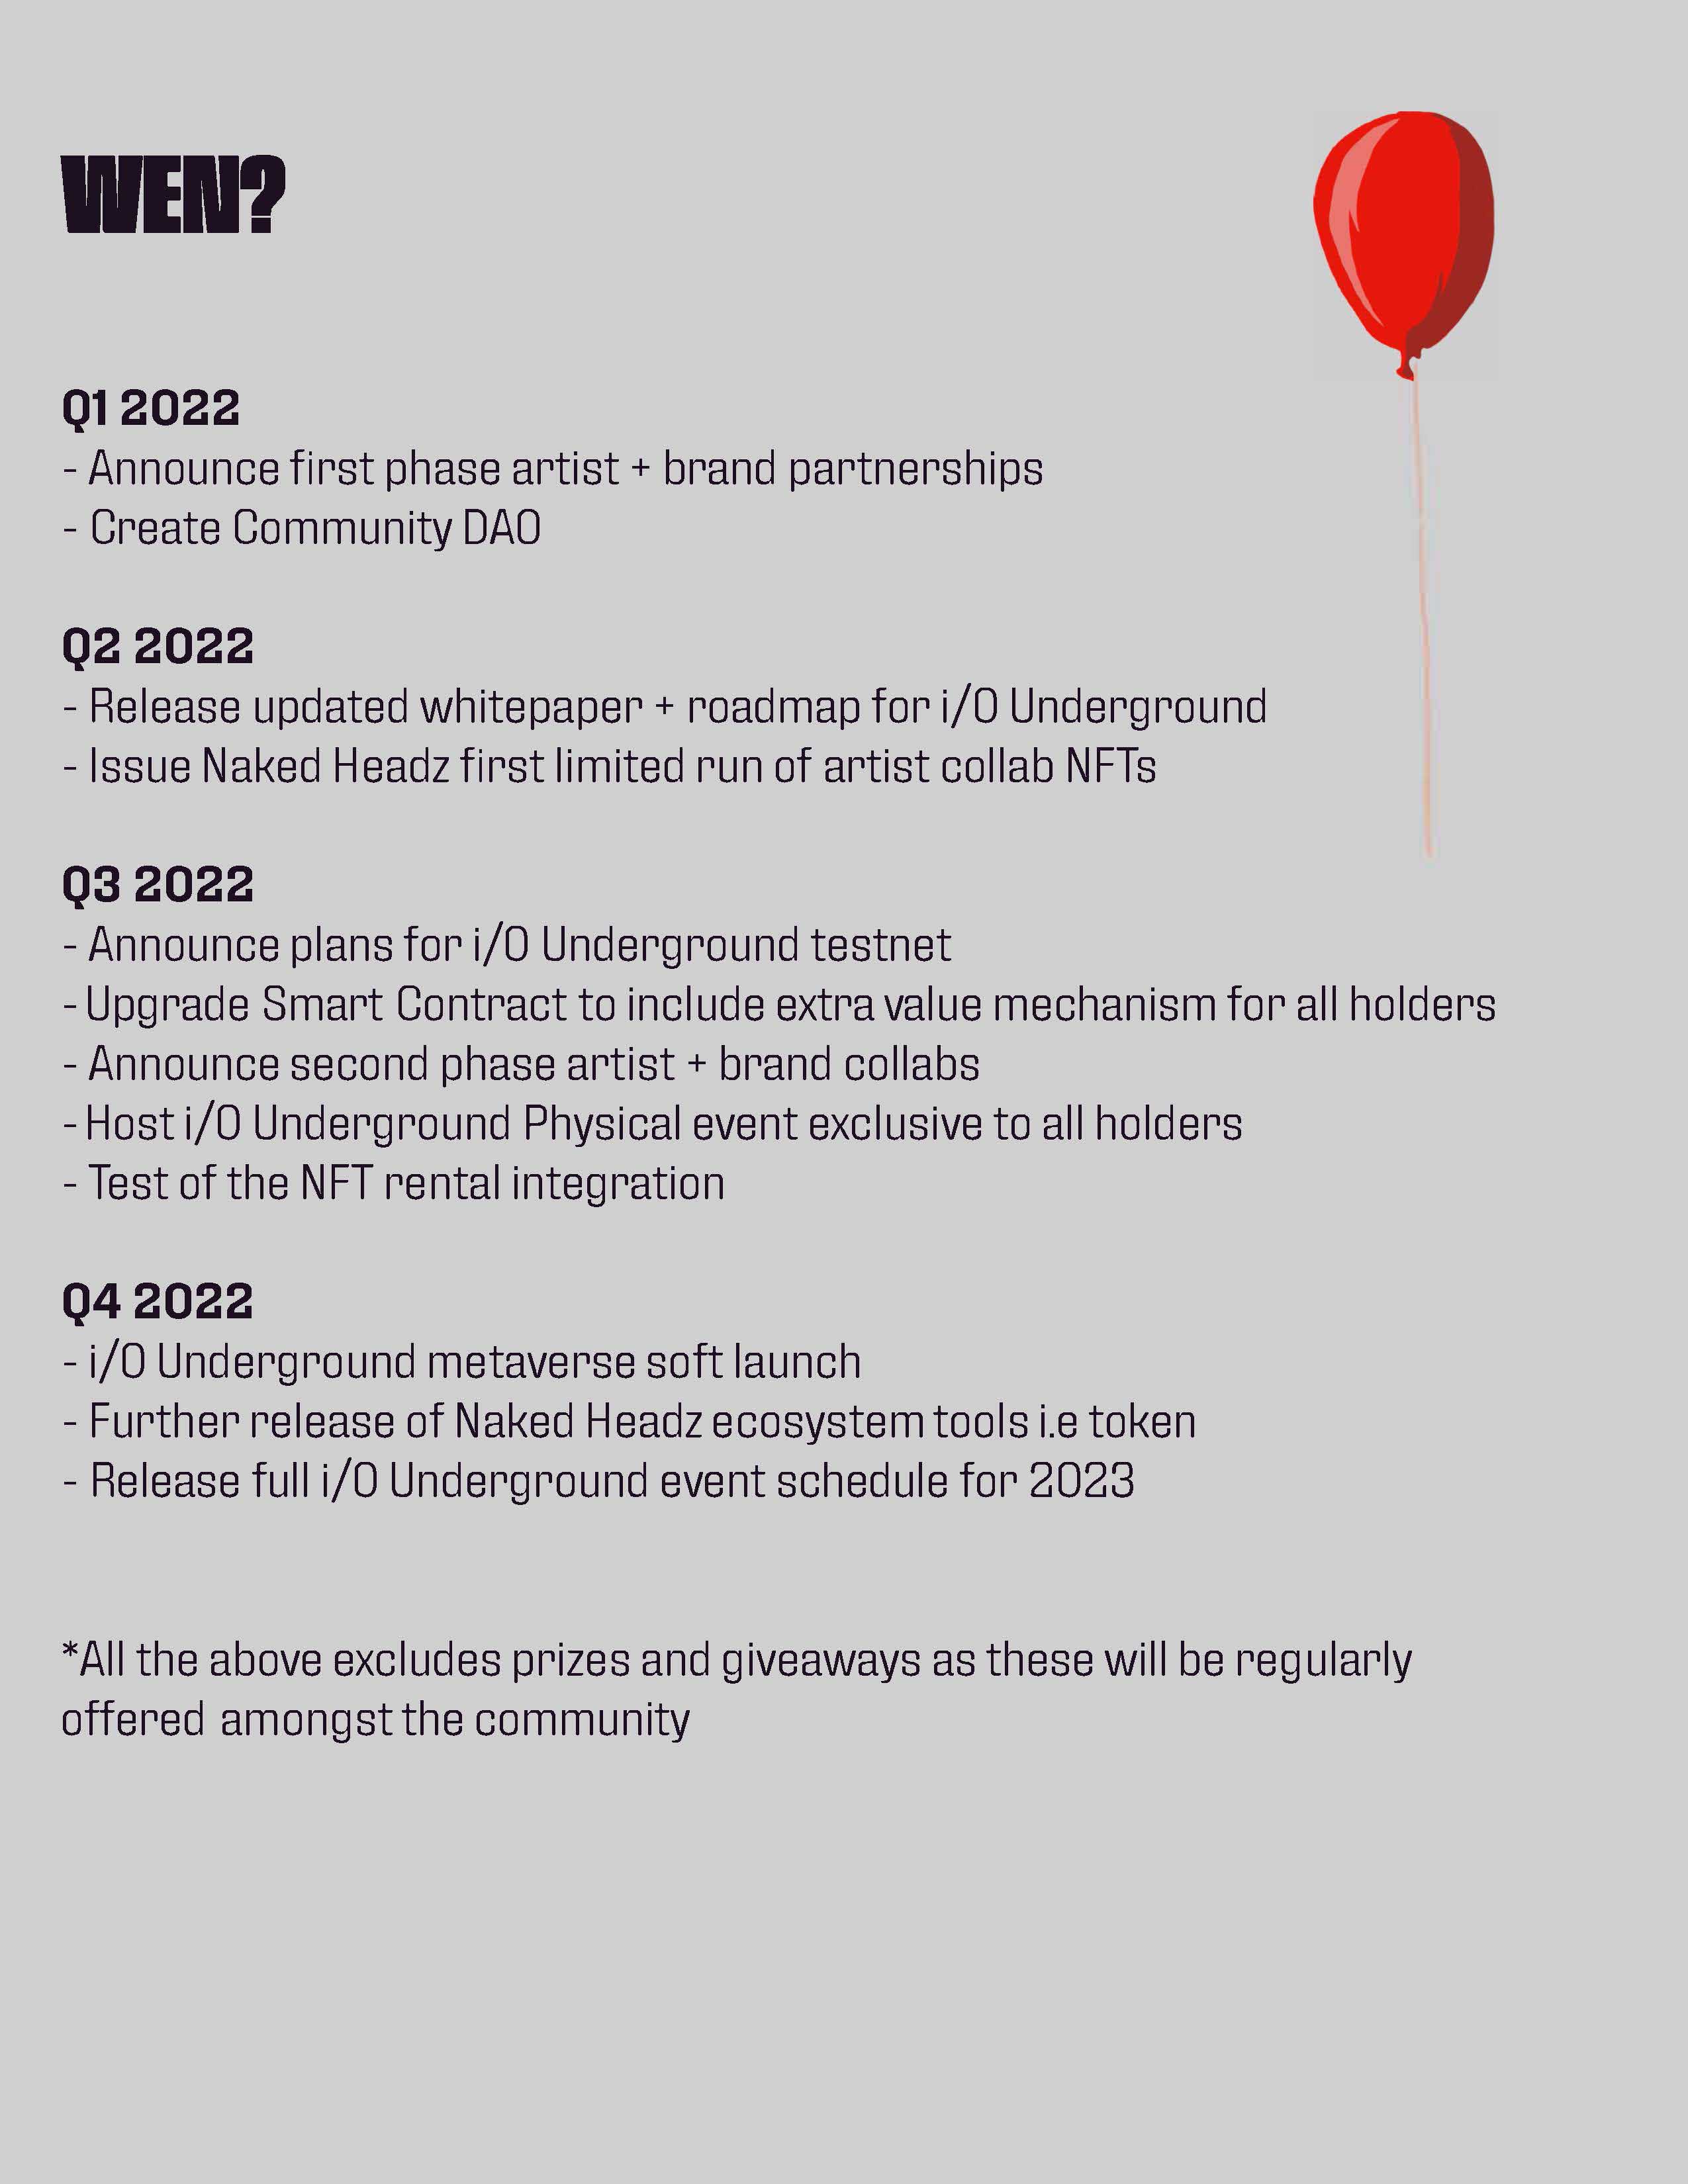 WEN?
Q1 2022
- Announce first phase artist + brand partnerships
- Create Community DAO
Q2 2022
- Release updated whitepaper + roadmap for i/O Underground
- Issue Naked Headz first limited run of artist collab NFTs
Q3 2022
- Announce plans for i/O Underground testnet
- Upgrade Smart Contract to include extra value mechanism for all holders
- Announce second phase artist + brand collabs
- Host i/O Underground Physical event exclusive to all holders
- Test of the NFT rental integration
Q4 2022
- i/O Underground metaverse soft launch
- Further release of Naked Headz ecosystem tools i.e token
- Release full i/O Underground event schedule for 2023
*All the above excludes prizes and giveaways as these will be regularly
offered amongst the community